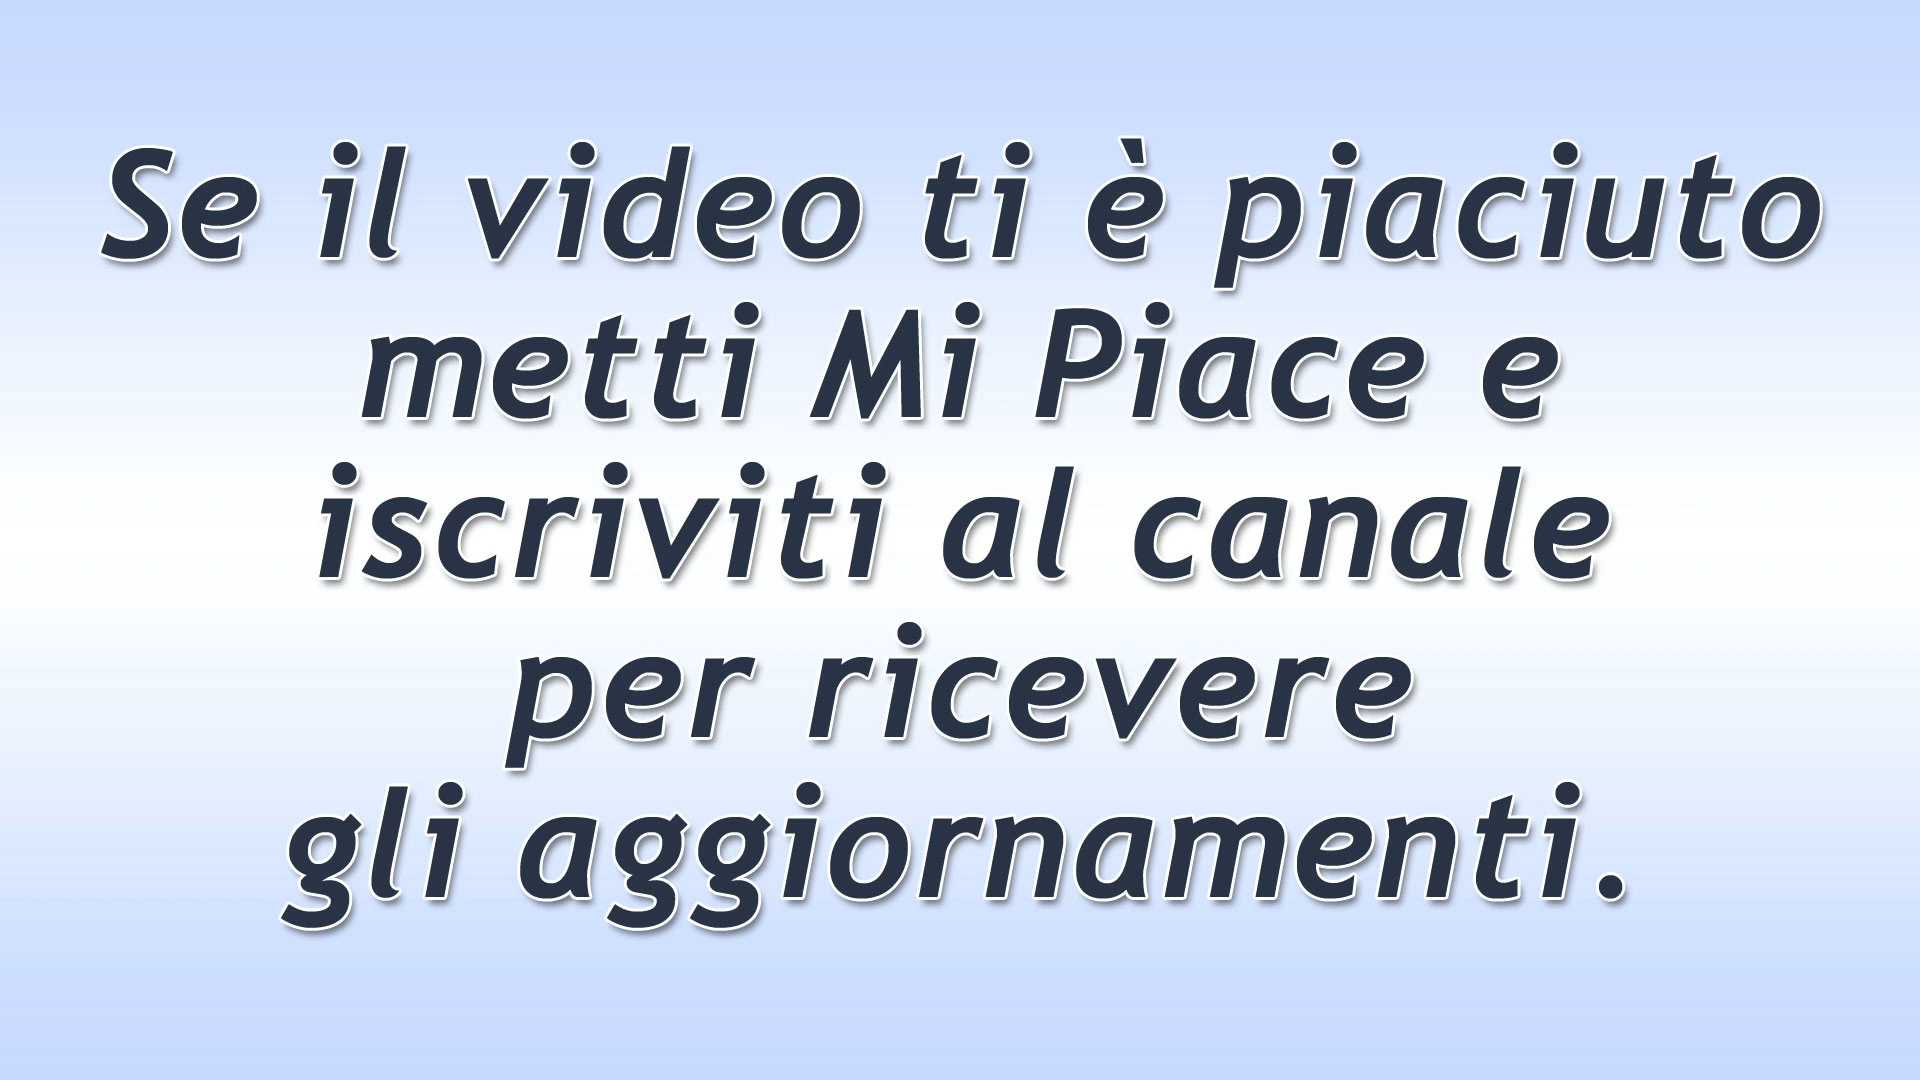 Se il video ti è piaciuto
metti Mi Piace e
iscriviti al canale
per ricevere
gli aggiornamenti.